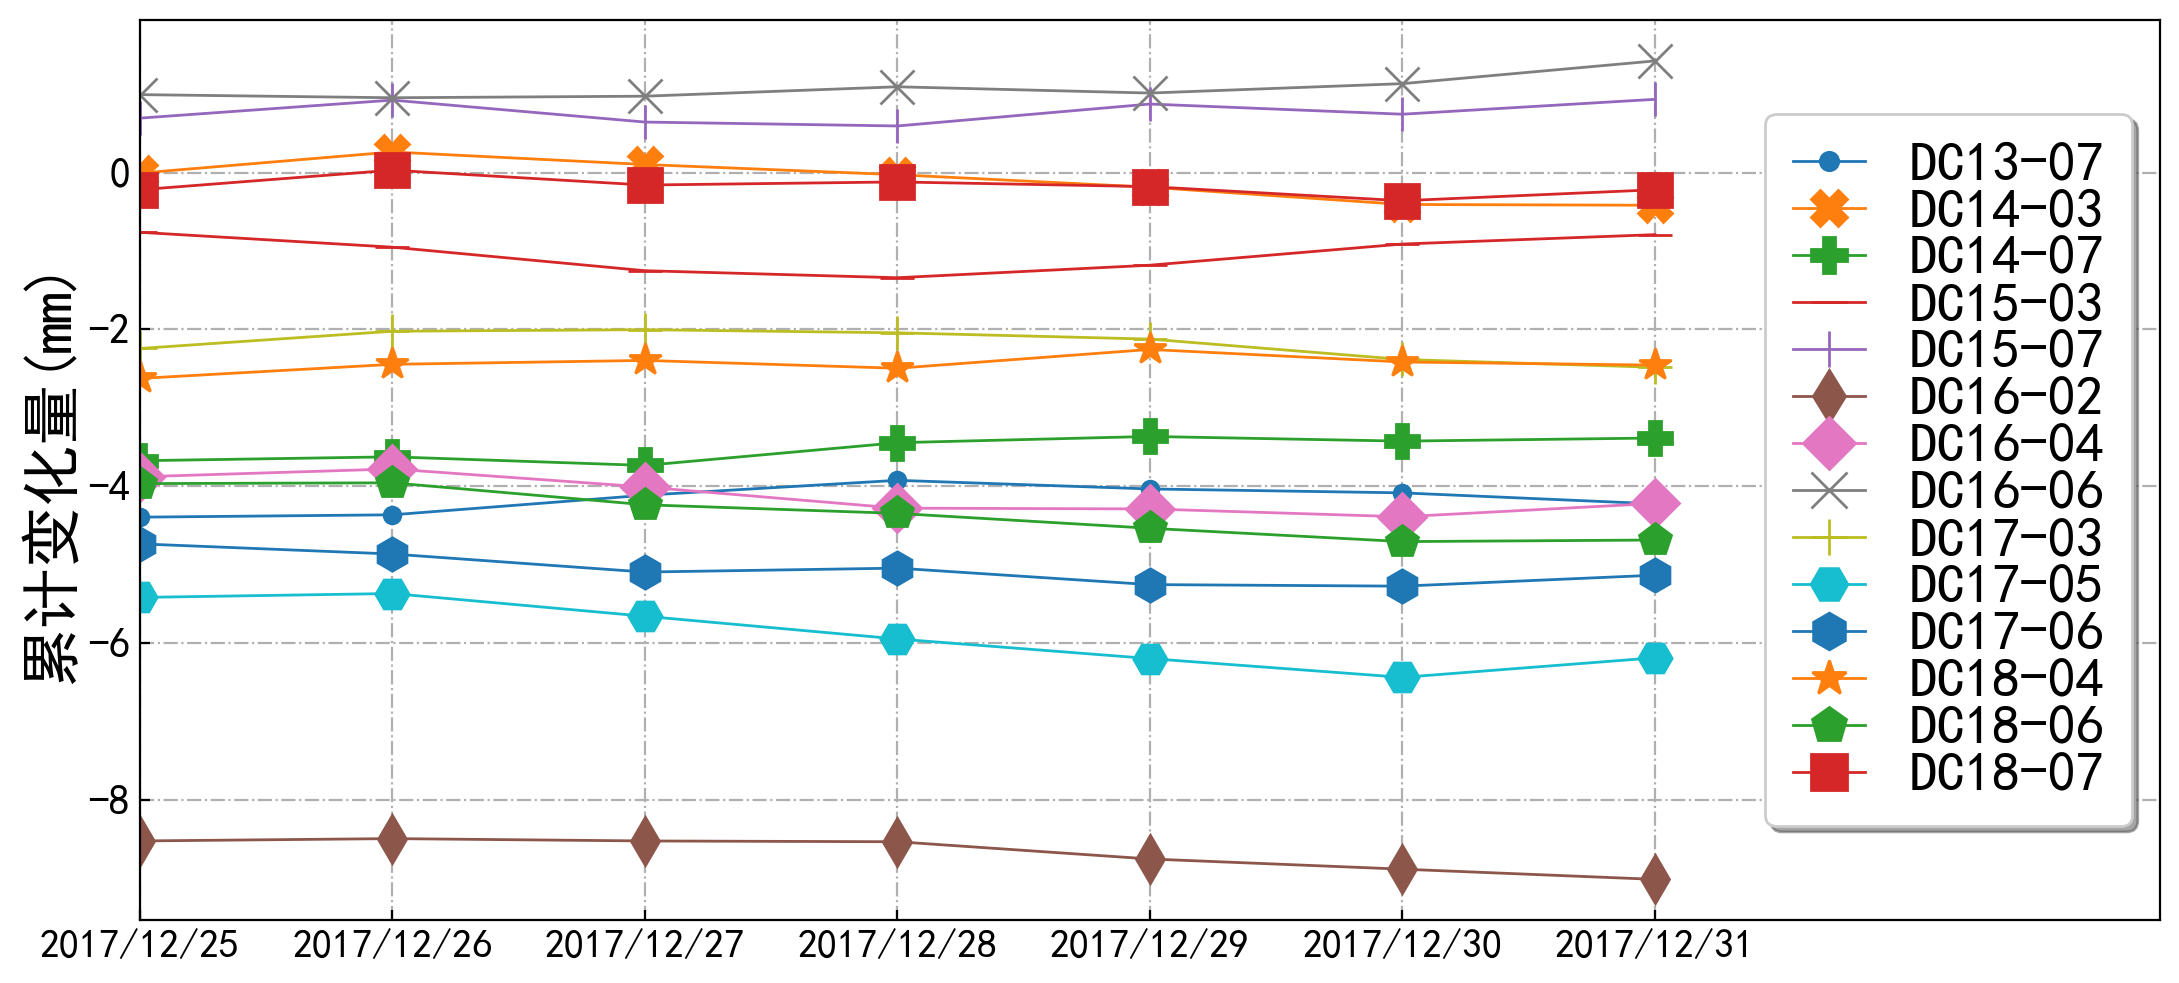 累计变化量(mm)
0
−2
−4
−6
−8
2017/12/25
2017/12/26
2017/12/27
2017/12/28
2017/12/29
2017/12/30
2017/12/31
DC13-07
DC14-03
DC14-07
DC15-03
DC15-07
DC16-02
DC16-04
DC16-06
DC17-03
DC17-05
DC17-06
DC18-04
DC18-06
DC18-07